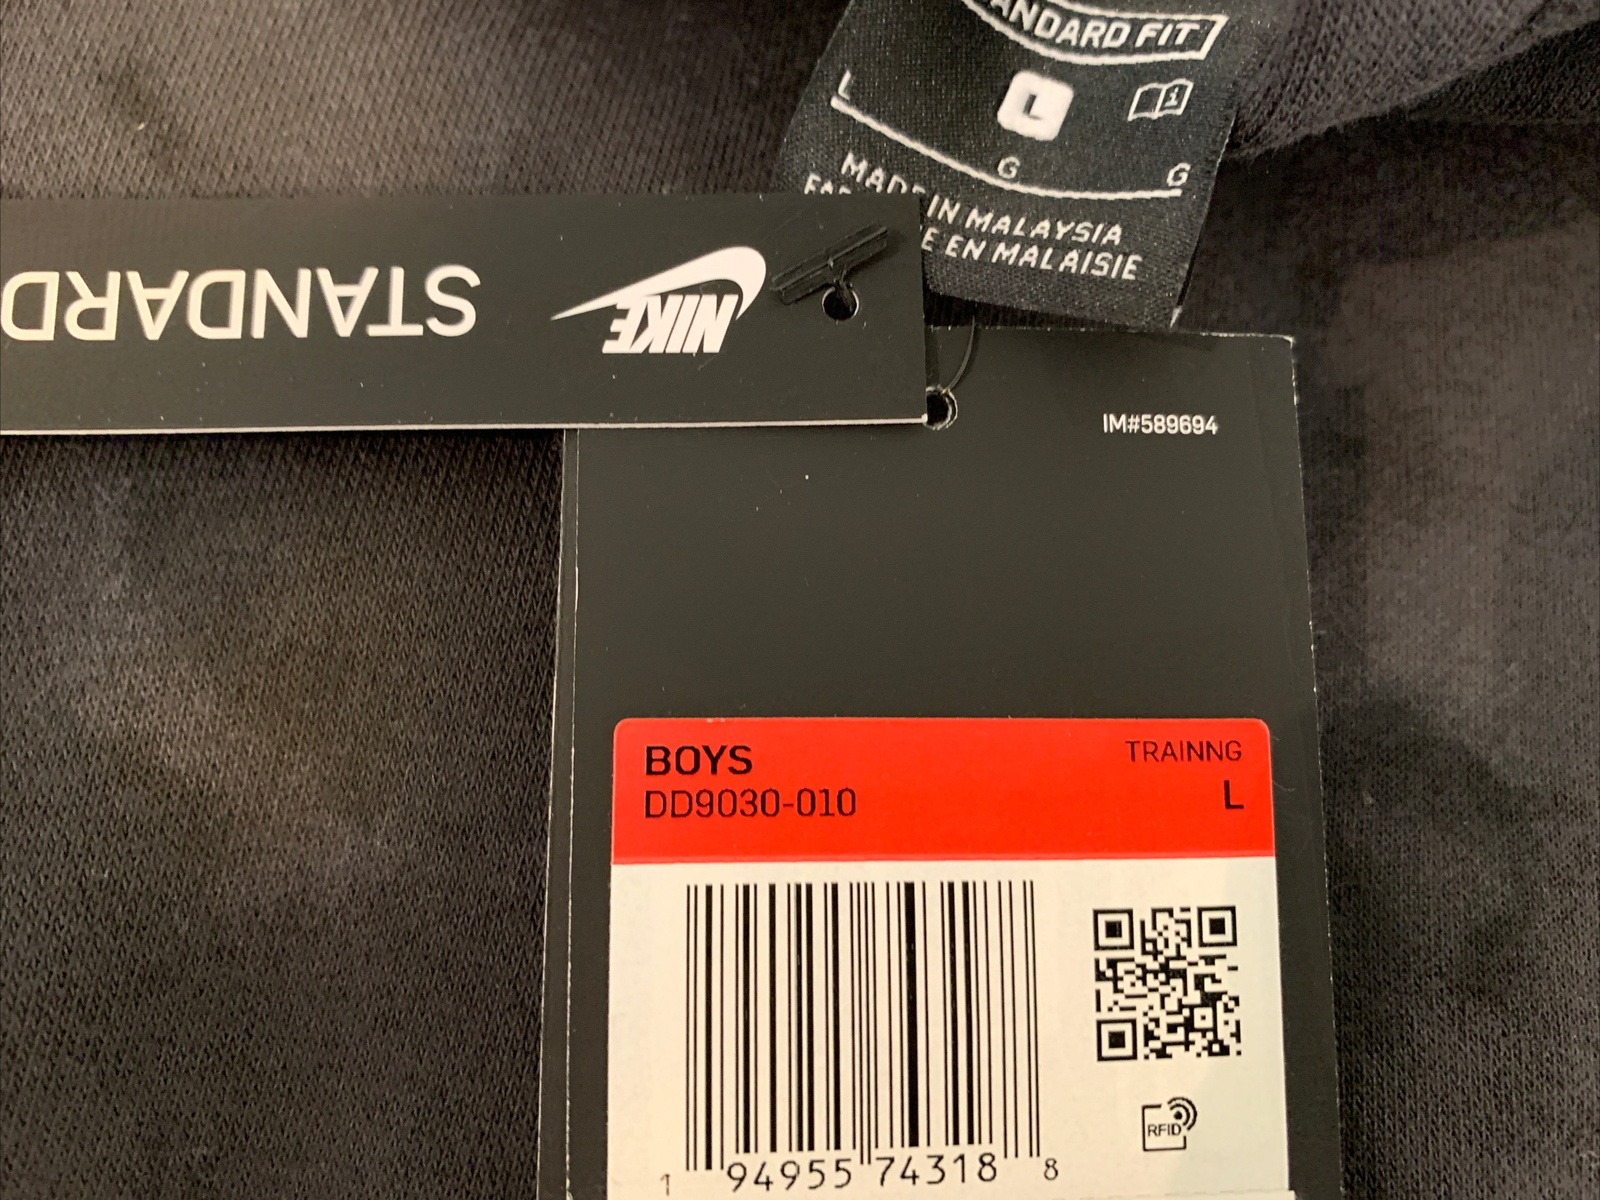 STANDARD FIT
L
L
G
G
MADE IN MALAYSIA
EN MALAISIE
NIKE
STANDARD
IM#589694
BOYS
TRAINNG
DD9030-010
L
RFID
1 94955 74318 8